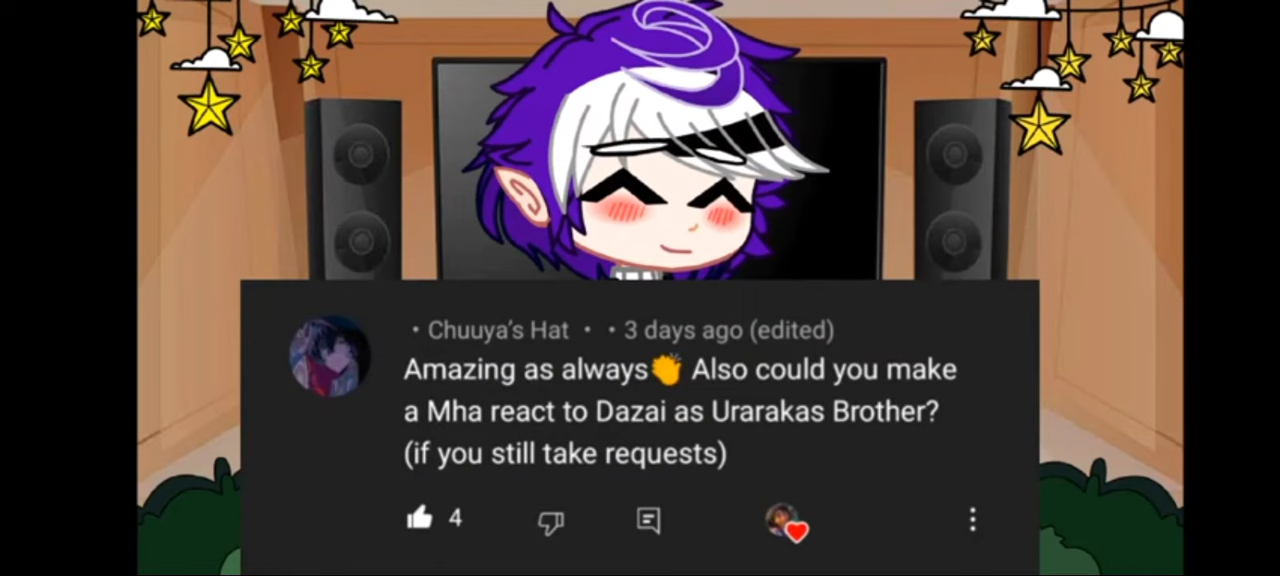 • Chuuya's Hat • • 3 days ago (edited)
Amazing as always👏 Also could you make
a Mha react to Dazai as Urarakas Brother?
(if you still take requests)
4